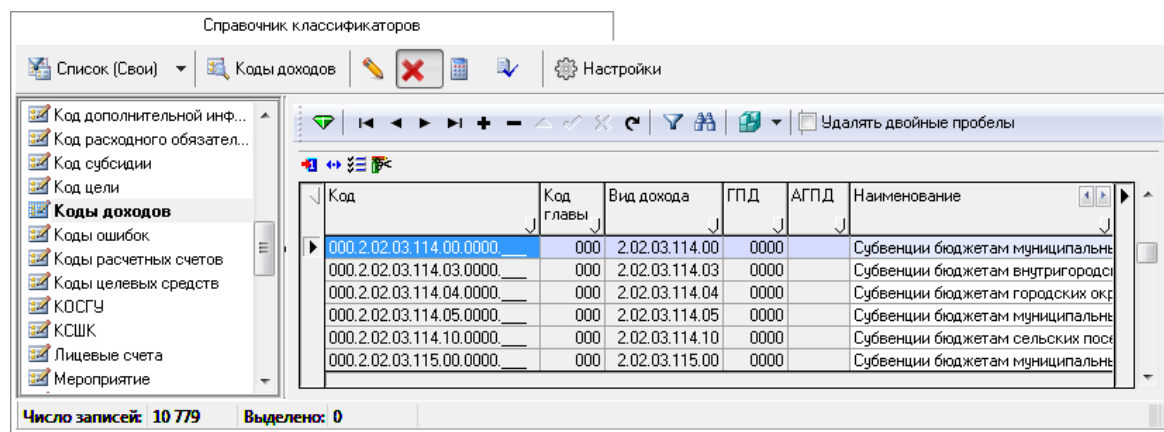 Справочник классификаторов
Список (Свои) Коды доходов Настройки
Код дополнительной инф...
Код расходного обязател...
Код субсидии
Код цели
Коды доходов
Коды ошибок
Коды расчетных счетов
Коды целевых средств
КОСГУ
КСШК
Лицевые счета
Мероприятие
Удалять двойные пробелы
Код Код главы Вид дохода ГПД АГПД Наименование
000.2.02.03.114.00.0000.___ 000 2.02.03.114.00 0000 Субвенции бюджетам муниципальн
000.2.02.03.114.03.0000.___ 000 2.02.03.114.03 0000 Субвенции бюджетам внутригородс
000.2.02.03.114.04.0000.___ 000 2.02.03.114.04 0000 Субвенции бюджетам городских окр
000.2.02.03.114.05.0000.___ 000 2.02.03.114.05 0000 Субвенции бюджетам муниципальн
000.2.02.03.114.10.0000.___ 000 2.02.03.114.10 0000 Субвенции бюджетам сельских посе
000.2.02.03.115.00.0000.___ 000 2.02.03.115.00 0000 Субвенции бюджетам муниципальн
Число записей: 10 779 Выделено: 0